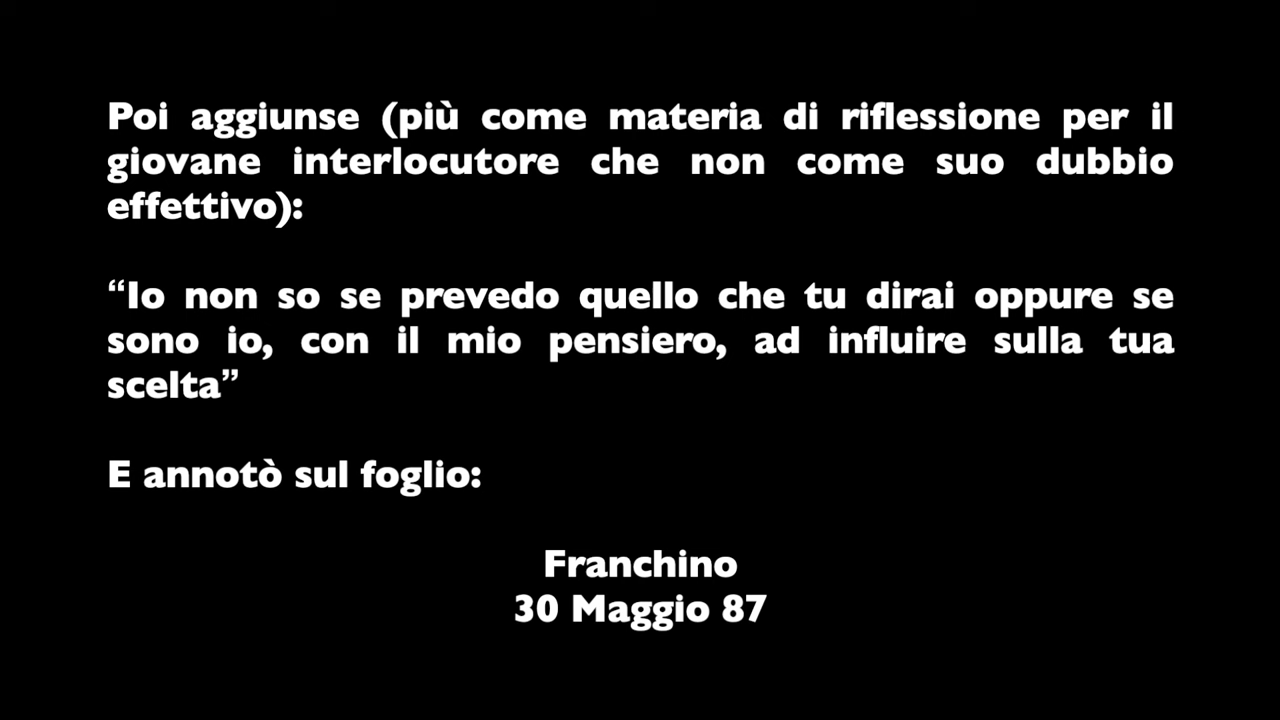 Poi aggiunse (più come materia di riflessione per il
giovane interlocutore che non come suo dubbio
effettivo):
“Io non so se prevedo quello che tu dirai oppure se
sono io, con il mio pensiero, ad influire sulla tua
scelta”
E annotò sul foglio:
Franchino
30 Maggio 87